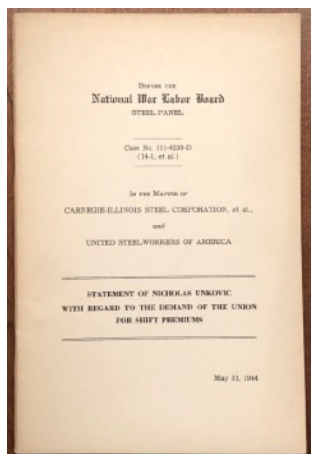 BEFORE THE
National War Labor Board
STEEL PANEL
Case No. 111-6230-D
(14-1, et al.)
IN THE MATTER OF
CARNEGIE-ILLINOIS STEEL CORPORATION, et al.,
and
UNITED STEELWORKERS OF AMERICA
STATEMENT OF NICHOLAS UNKOVIC
WITH REGARD TO THE DEMAND OF THE UNION
FOR SHIFT PREMIUMS
May 31, 1944